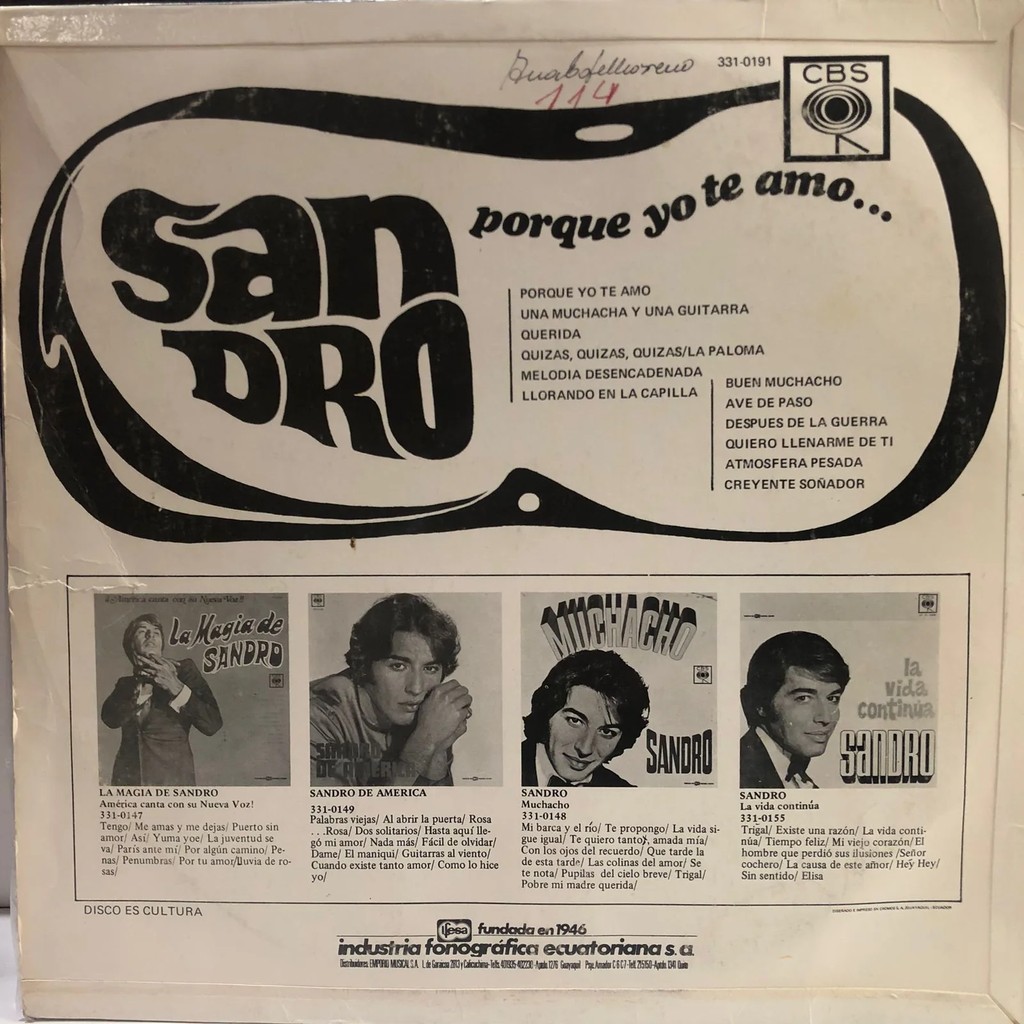 331-0191
CBS
114
SANDRO
porque yo te amo...
PORQUE YO TE AMO
UNA MUCHACHA Y UNA GUITARRA
QUERIDA
QUIZAS, QUIZAS, QUIZAS/LA PALOMA
MELODIA DESENCADENADA
LLORANDO EN LA CAPILLA
BUEN MUCHACHO
AVE DE PASO
DESPUES DE LA GUERRA
QUIERO LLENARME DE TI
ATMOSFERA PESADA
CREYENTE SOÑADOR
La Magia de
SANDRO
LA MAGIA DE SANDRO
América canta con su Nueva Voz!
331-0147
Tengo/ Me amas y me dejas/ Puerto sin
amor/ Así/ Yuma yoe/ La juventud se
va/ París ante mí/ Por algún camino/ Pe-
nas/ Penumbras/ Por tu amor/lluvia de ro-
sas/
SANDRO
DE AMERICA
SANDRO DE AMERICA
331-0149
Palabras viejas/ Al abrir la puerta/ Rosa
. . .Rosa/ Dos solitarios/ Hasta aquí lle-
gó mi amor/ Nada más/ Fácil de olvidar/
Dame/ El maniquí/ Guitarras al viento/
Cuando existe tanto amor/ Como lo hice
yo/
MUCHACHO
SANDRO
SANDRO
Muchacho
331-0148
Mi barca y el río/ Te propongo/ La vida si-
gue igual/ Te quiero tanto, amada mía/
Con los ojos del recuerdo/ Que tarde la
de esta tarde/ Las colinas del amor/ Se
te nota/ Pupilas del cielo breve/ Trigal/
Pobre mi madre querida/
la
vida
continúa
SANDRO
SANDRO
La vida continúa
331-0155
Trigal/ Existe una razón/ La vida conti-
núa/ Tiempo feliz/ Mi viejo corazón/El
hombre que perdió sus ilusiones /Señor
cochero/ La causa de este amor/ Hey Hey/
Sin sentido/ Elisa
DISCO ES CULTURA
ifesa fundada en 1946
industria fonográfica ecuatoriana s.a.